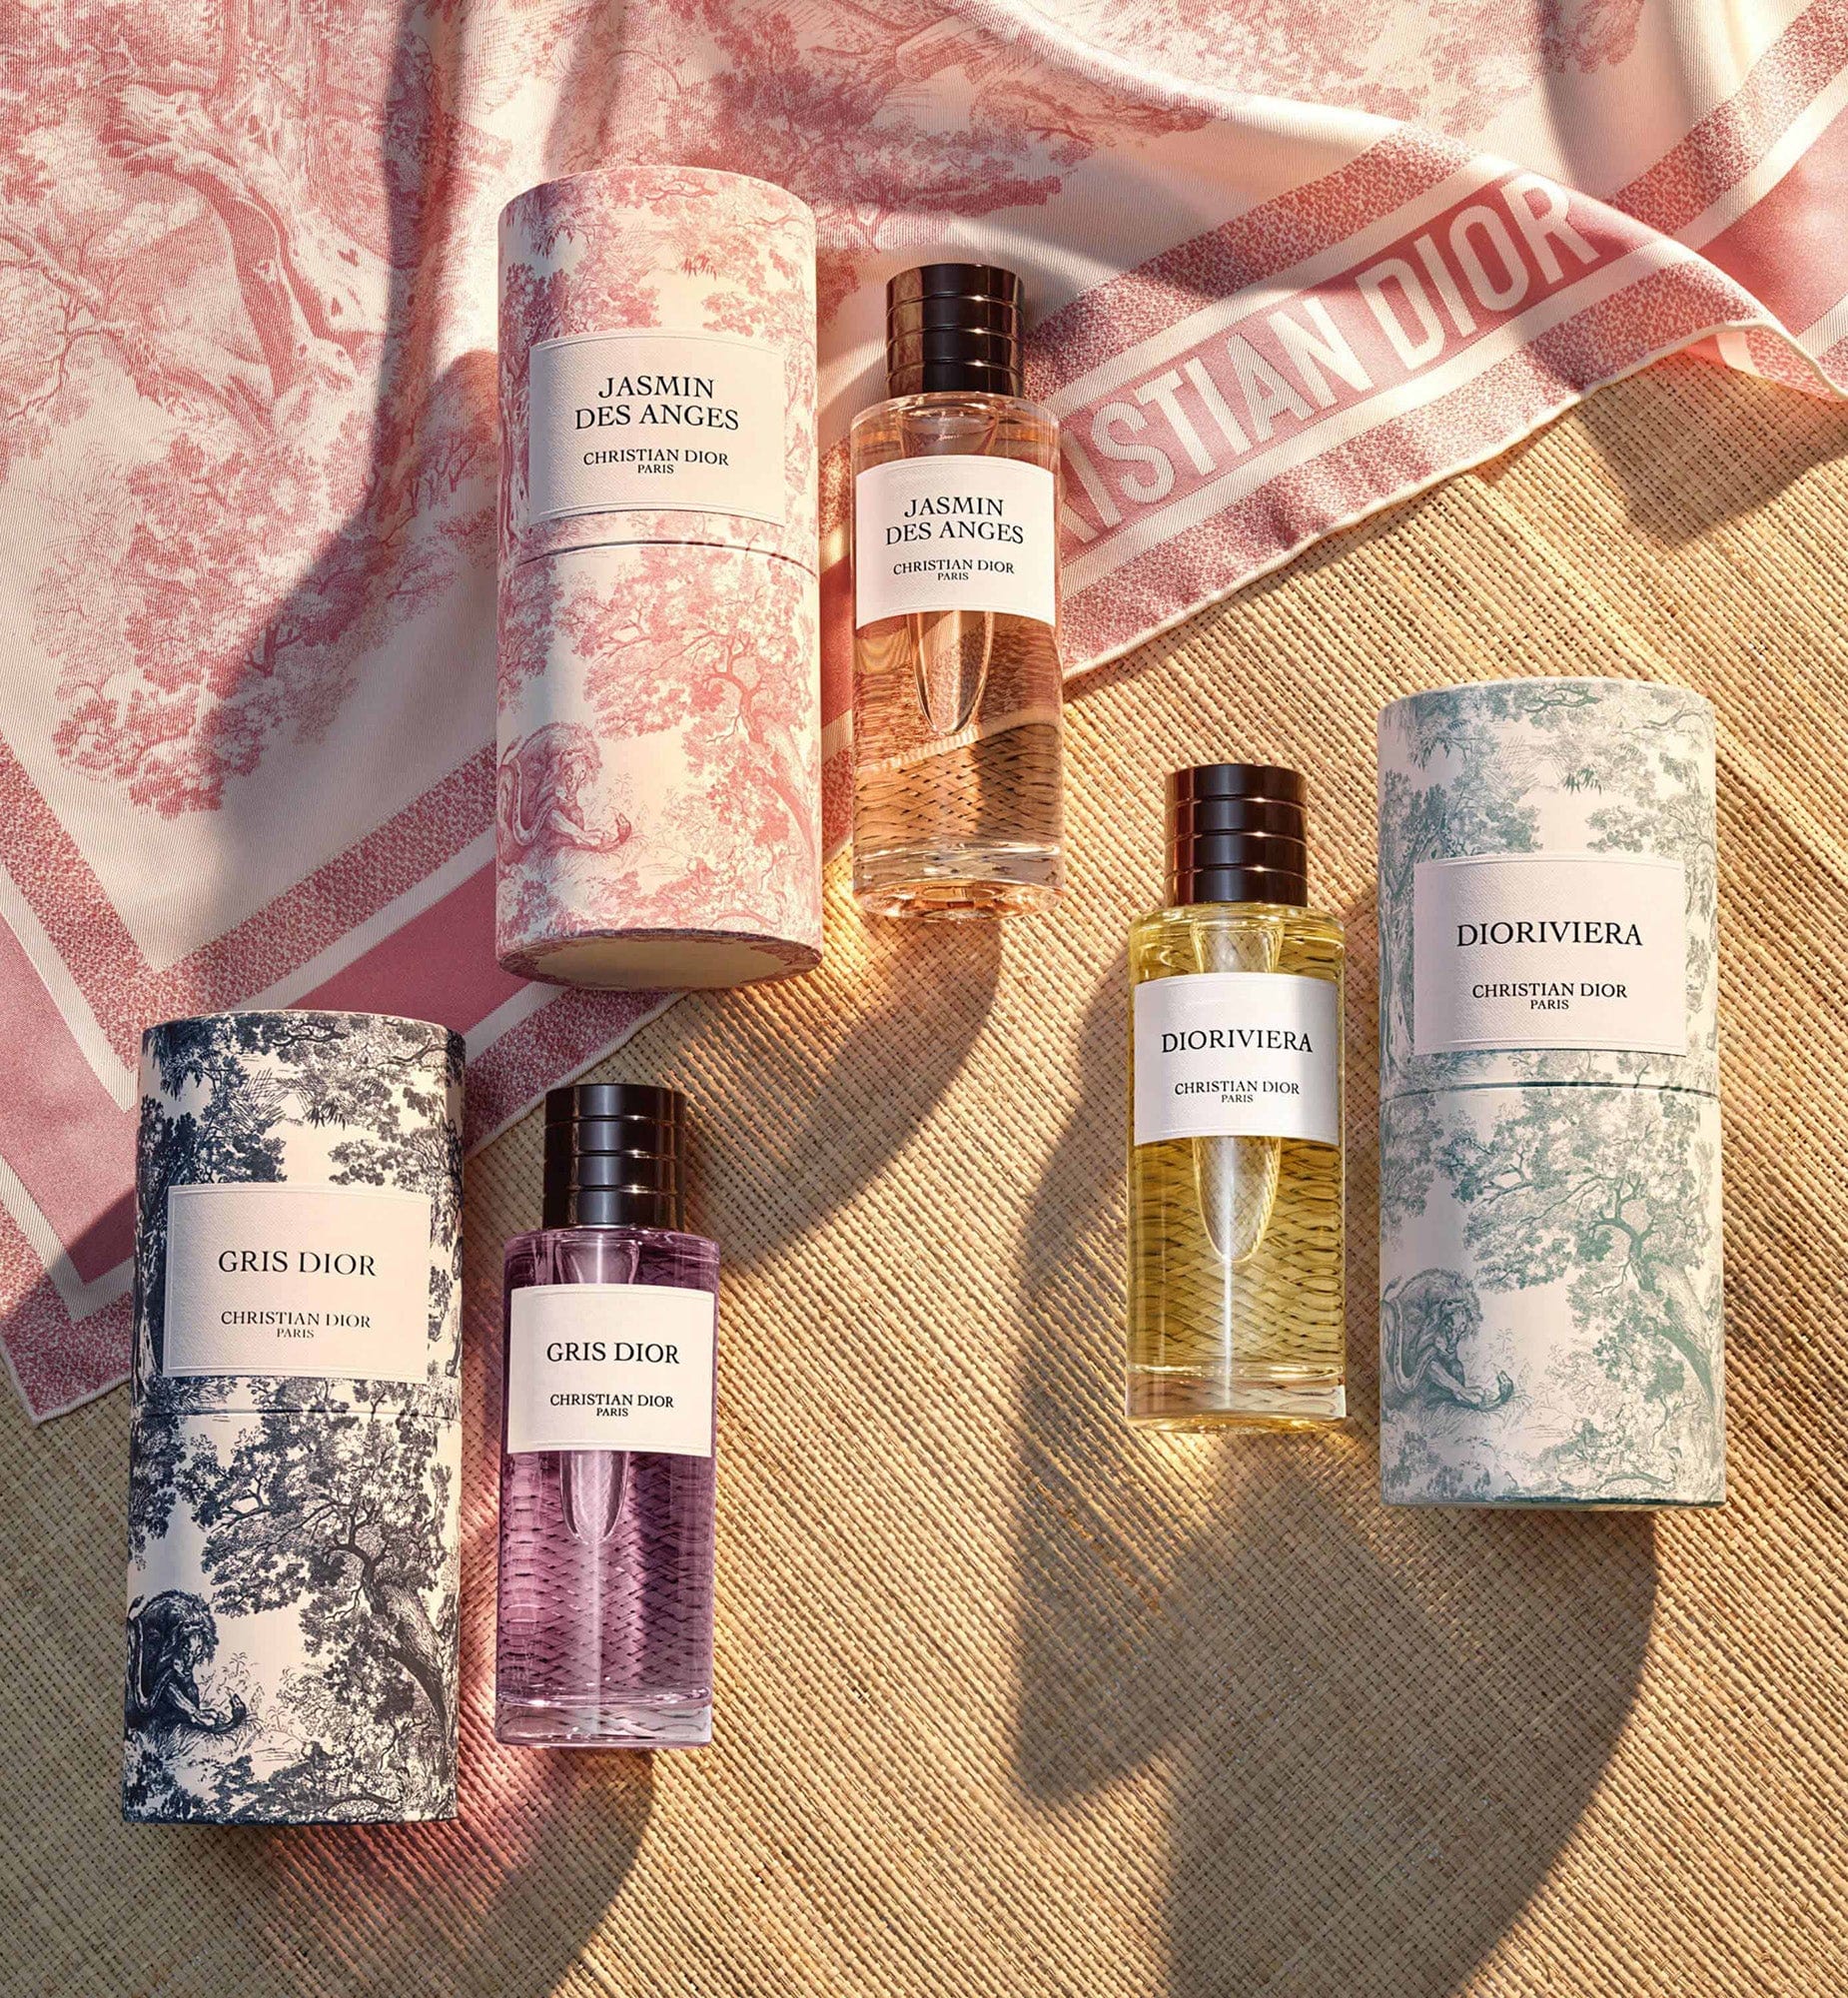 JASMIN
DES ANGES
CHRISTIAN DIOR
PARIS
JASMIN
DES ANGES
CHRISTIAN DIOR
PARIS
ISTIAN DIOR
DIORIVIERA
CHRISTIAN DIOR
PARIS
DIORIVIERA
CHRISTIAN DIOR
PARIS
GRIS DIOR
CHRISTIAN DIOR
PARIS
GRIS DIOR
CHRISTIAN DIOR
PARIS